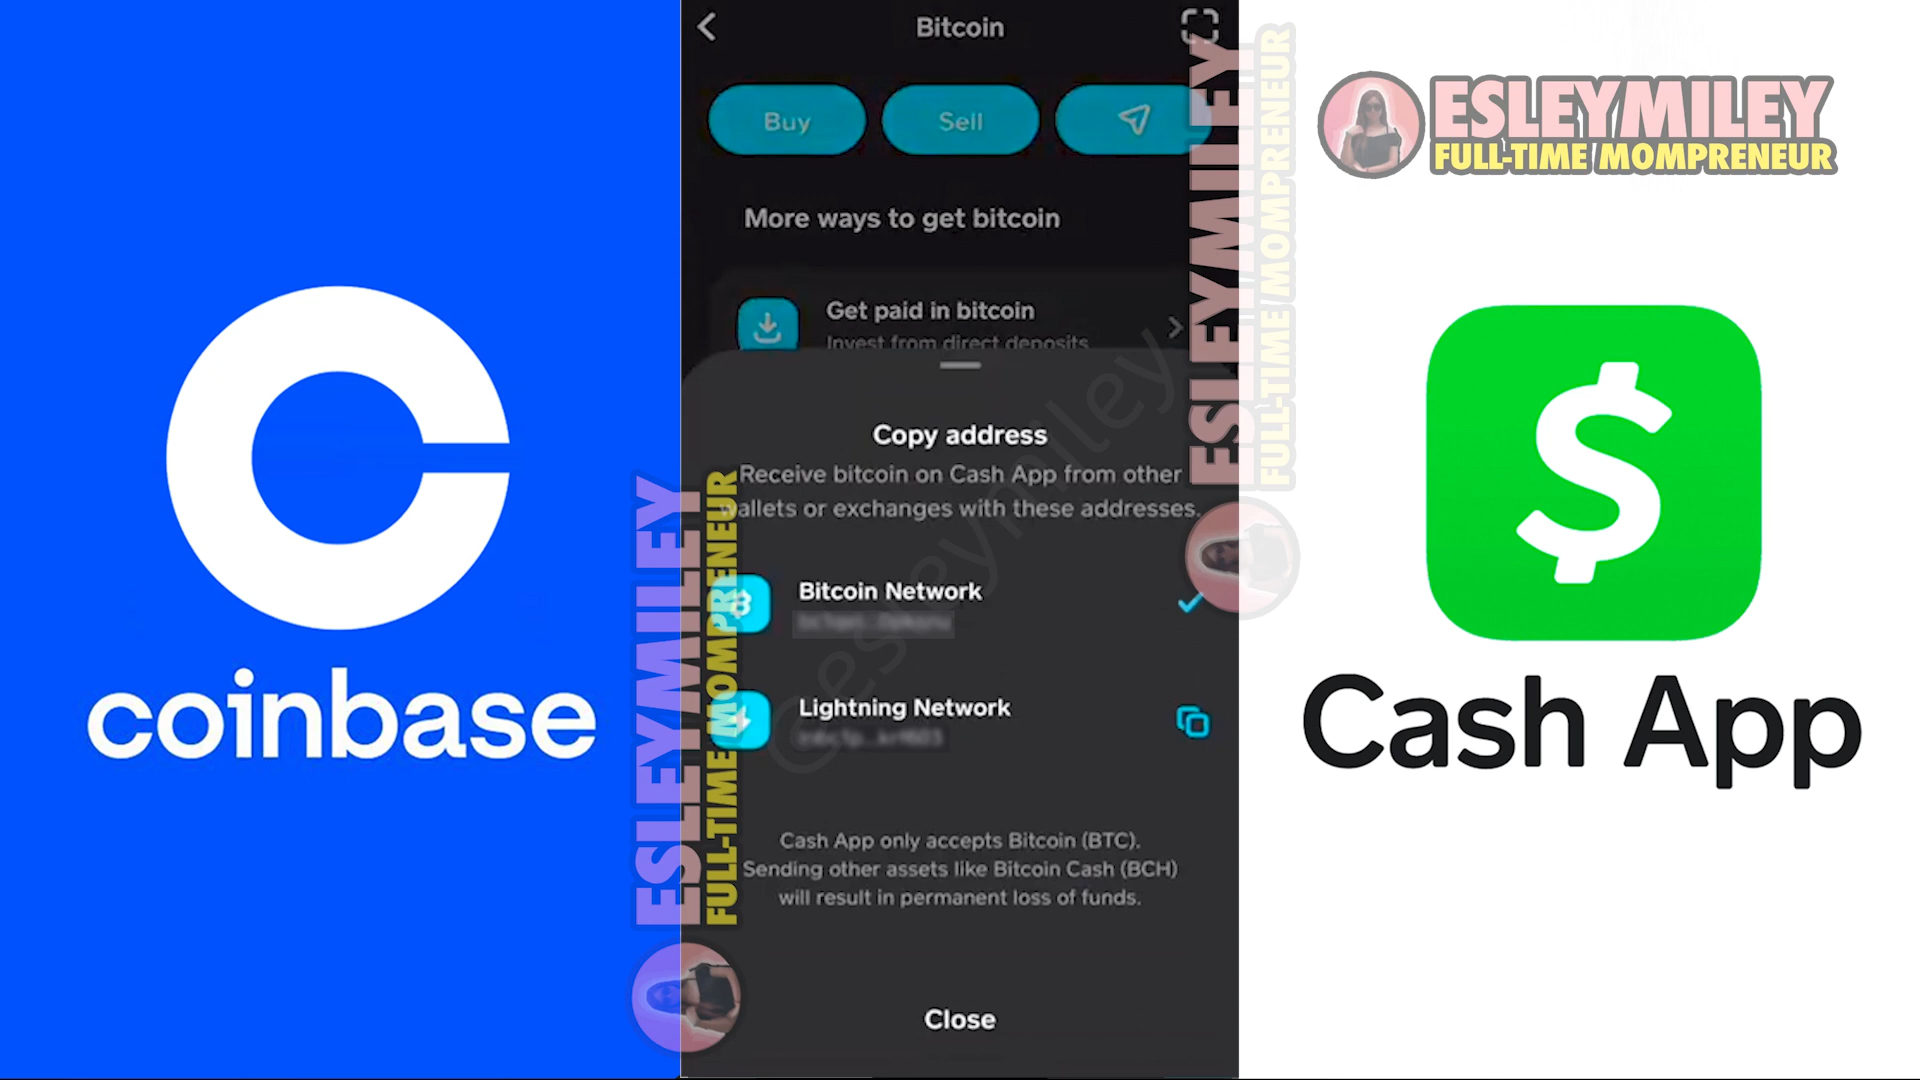 coinbase
Bitcoin
Buy
Sell
More ways to get bitcoin
Get paid in bitcoin
Invest from direct deposits
Copy address
Receive bitcoin on Cash App from other
wallets or exchanges with these addresses.
Bitcoin Network
Lightning Network
Cash App only accepts Bitcoin (BTC).
Sending other assets like Bitcoin Cash (BCH)
will result in permanent loss of funds.
Close
@esleymiley
ESLEYMILEY
FULL-TIME MOMPRENEUR
ESLEYMILEY
FULL-TIME MOMPRENEUR
ESLEYMILEY
FULL-TIME MOMPRENEUR
$
Cash App